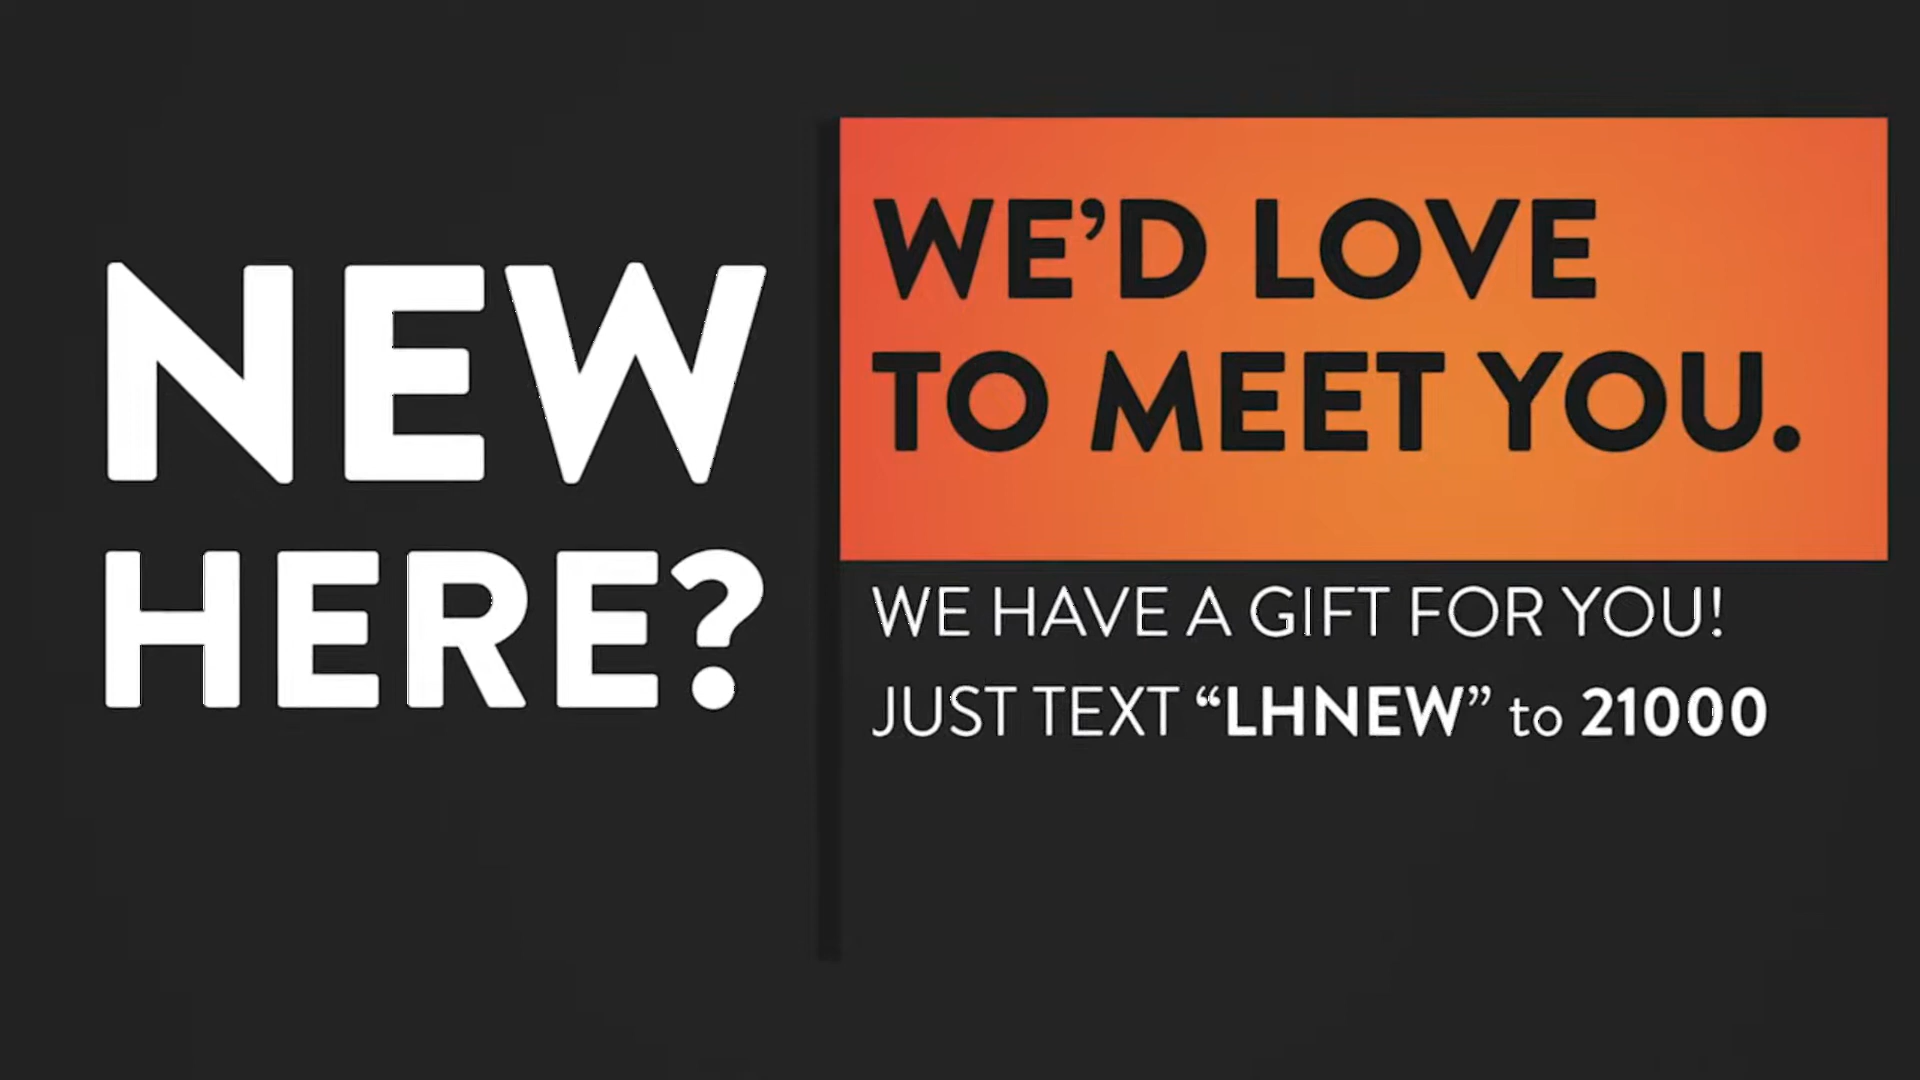 NEW
HERE?
WE’D LOVE
TO MEET YOU.
WE HAVE A GIFT FOR YOU!
JUST TEXT “LHNEW” to 21000